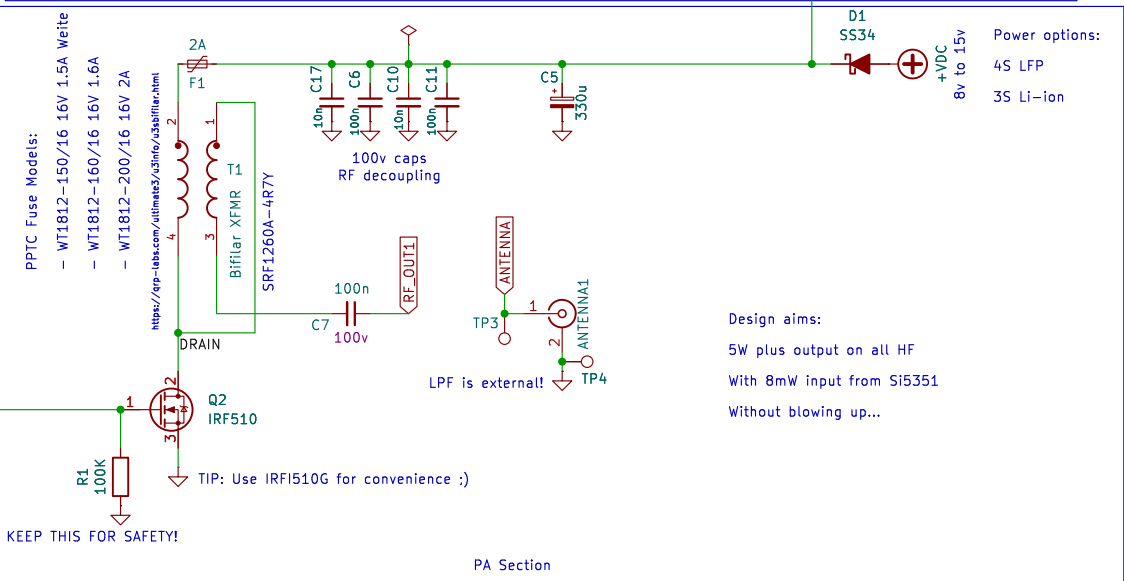 PPTC Fuse Models:
- WT1812-150/16 16V 1.5A Weite
- WT1812-160/16 16V 1.6A
- WT1812-200/16 16V 2A
https://qrp-labs.com/ultimate3/u3info/u3sbifilar.html
2A
F1
2
1
4
3
T1
Bifilar XFMR
SRF1260A-4R7Y
C17
10n
C6
100n
C10
10n
C11
100n
100v caps
RF decoupling
C5
+
330u
D1
SS34
+VDC
8v to 15v
Power options:
4S LFP
3S Li-ion
100n
C7
100v
RF_OUT1
ANTENNA
TP3
1
2
ANTENNA1
TP4
LPF is external!
Design aims:
5W plus output on all HF
With 8mW input from Si5351
Without blowing up...
DRAIN
2
1
3
Q2
IRF510
R1
100K
TIP: Use IRFI510G for convenience ;)
KEEP THIS FOR SAFETY!
PA Section